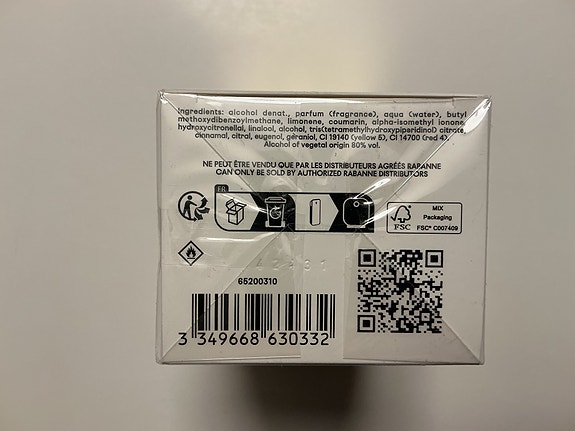 Ingredients: alcohol denat., parfum (fragrance), aqua (water), butyl
methoxydibenzoylmethane, limonene, coumarin, alpha-isomethyl ionone,
hydroxycitronellal, linalool, alcohol, tris(tetramethylhydroxypiperidinol) citrate,
cinnamal, citral, eugenol, geraniol, CI 19140 (yellow 5), CI 14700 (red 4).
Alcohol of vegetal origin 80% vol.
NE PEUT ÊTRE VENDU QUE PAR LES DISTRIBUTEURS AGRÉÉS RABANNE
CAN ONLY BE SOLD BY AUTHORIZED RABANNE DISTRIBUTORS
FR
MIX
Packaging
FSC
FSC® C007409
65200310
3 349668 630332